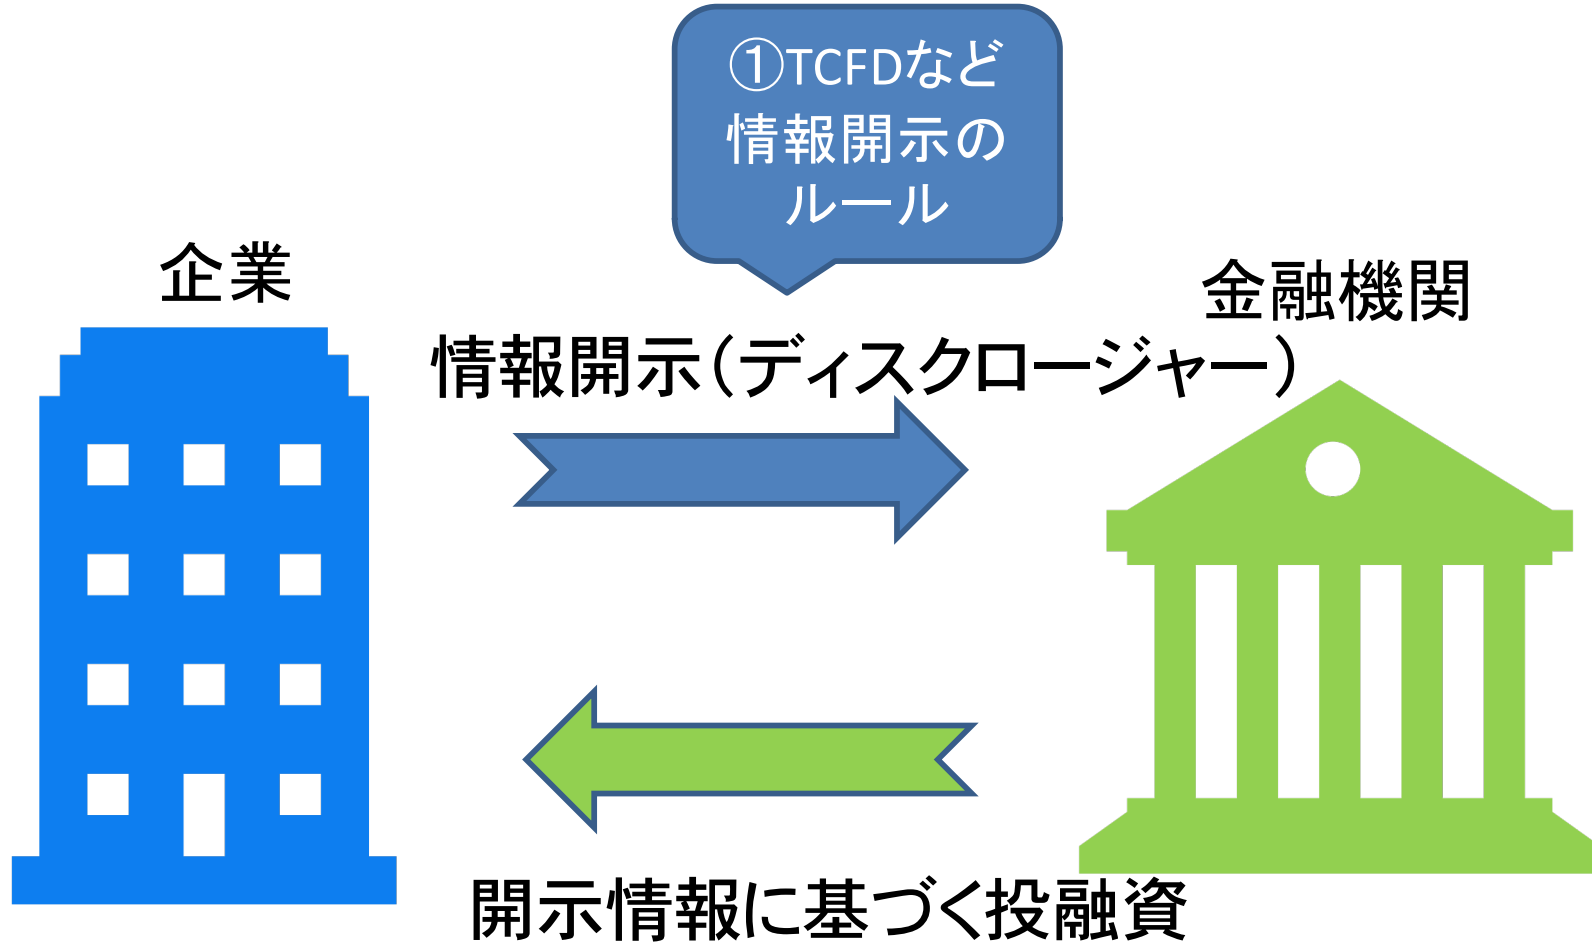 ①TCFDなど
情報開示の
ルール
企業
金融機関
情報開示（ディスクロージャー）
開示情報に基づく投融資